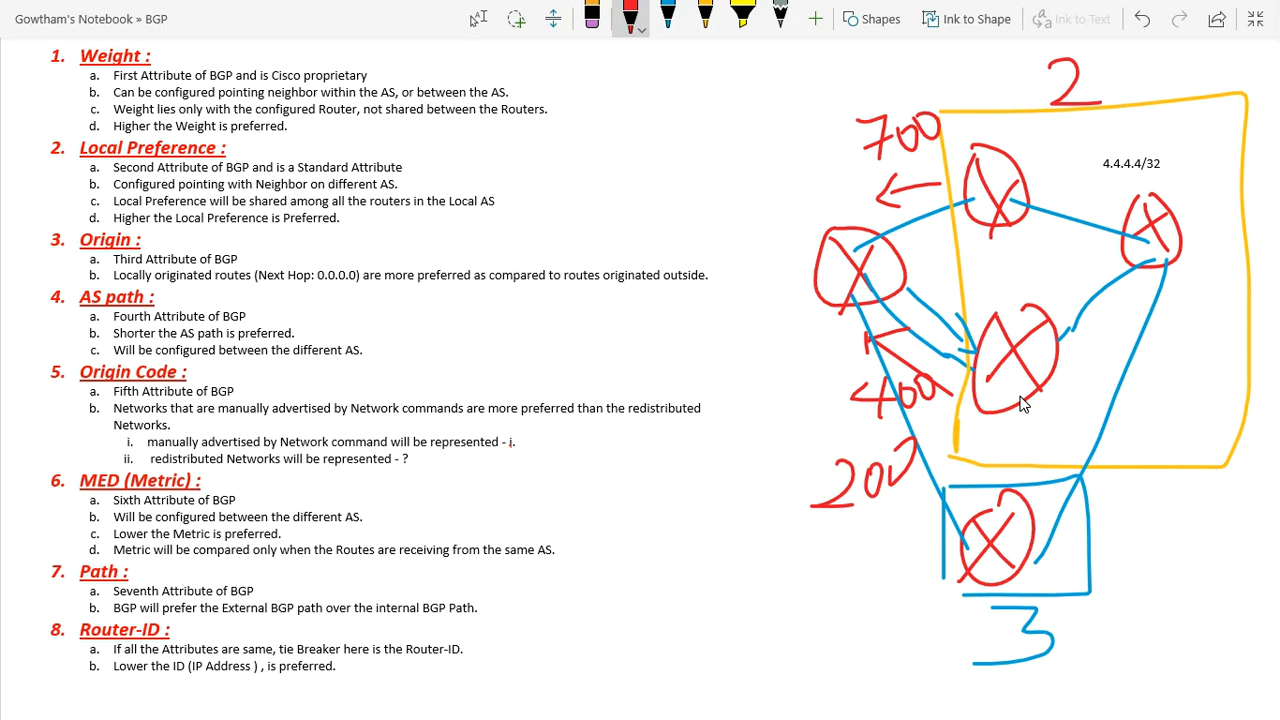 Gowtham's Notebook » BGP
Shapes
Ink to Shape
Ink to Text
1. Weight :
a. First Attribute of BGP and is Cisco proprietary
b. Can be configured pointing neighbor within the AS, or between the AS.
c. Weight lies only with the configured Router, not shared between the Routers.
d. Higher the Weight is preferred.
2. Local Preference :
a. Second Attribute of BGP and is a Standard Attribute
b. Configured pointing with Neighbor on different AS.
c. Local Preference will be shared among all the routers in the Local AS
d. Higher the Local Preference is Preferred.
3. Origin :
a. Third Attribute of BGP
b. Locally originated routes (Next Hop: 0.0.0.0) are more preferred as compared to routes originated outside.
4. AS path :
a. Fourth Attribute of BGP
b. Shorter the AS path is preferred.
c. Will be configured between the different AS.
5. Origin Code :
a. Fifth Attribute of BGP
b. Networks that are manually advertised by Network commands are more preferred than the redistributed
Networks.
i. manually advertised by Network command will be represented - i.
ii. redistributed Networks will be represented - ?
6. MED (Metric) :
a. Sixth Attribute of BGP
b. Will be configured between the different AS.
c. Lower the Metric is preferred.
d. Metric will be compared only when the Routes are receiving from the same AS.
7. Path :
a. Seventh Attribute of BGP
b. BGP will prefer the External BGP path over the internal BGP Path.
8. Router-ID :
a. If all the Attributes are same, tie Breaker here is the Router-ID.
b. Lower the ID (IP Address ) , is preferred.
2
700
4.4.4.4/32
400
200
3